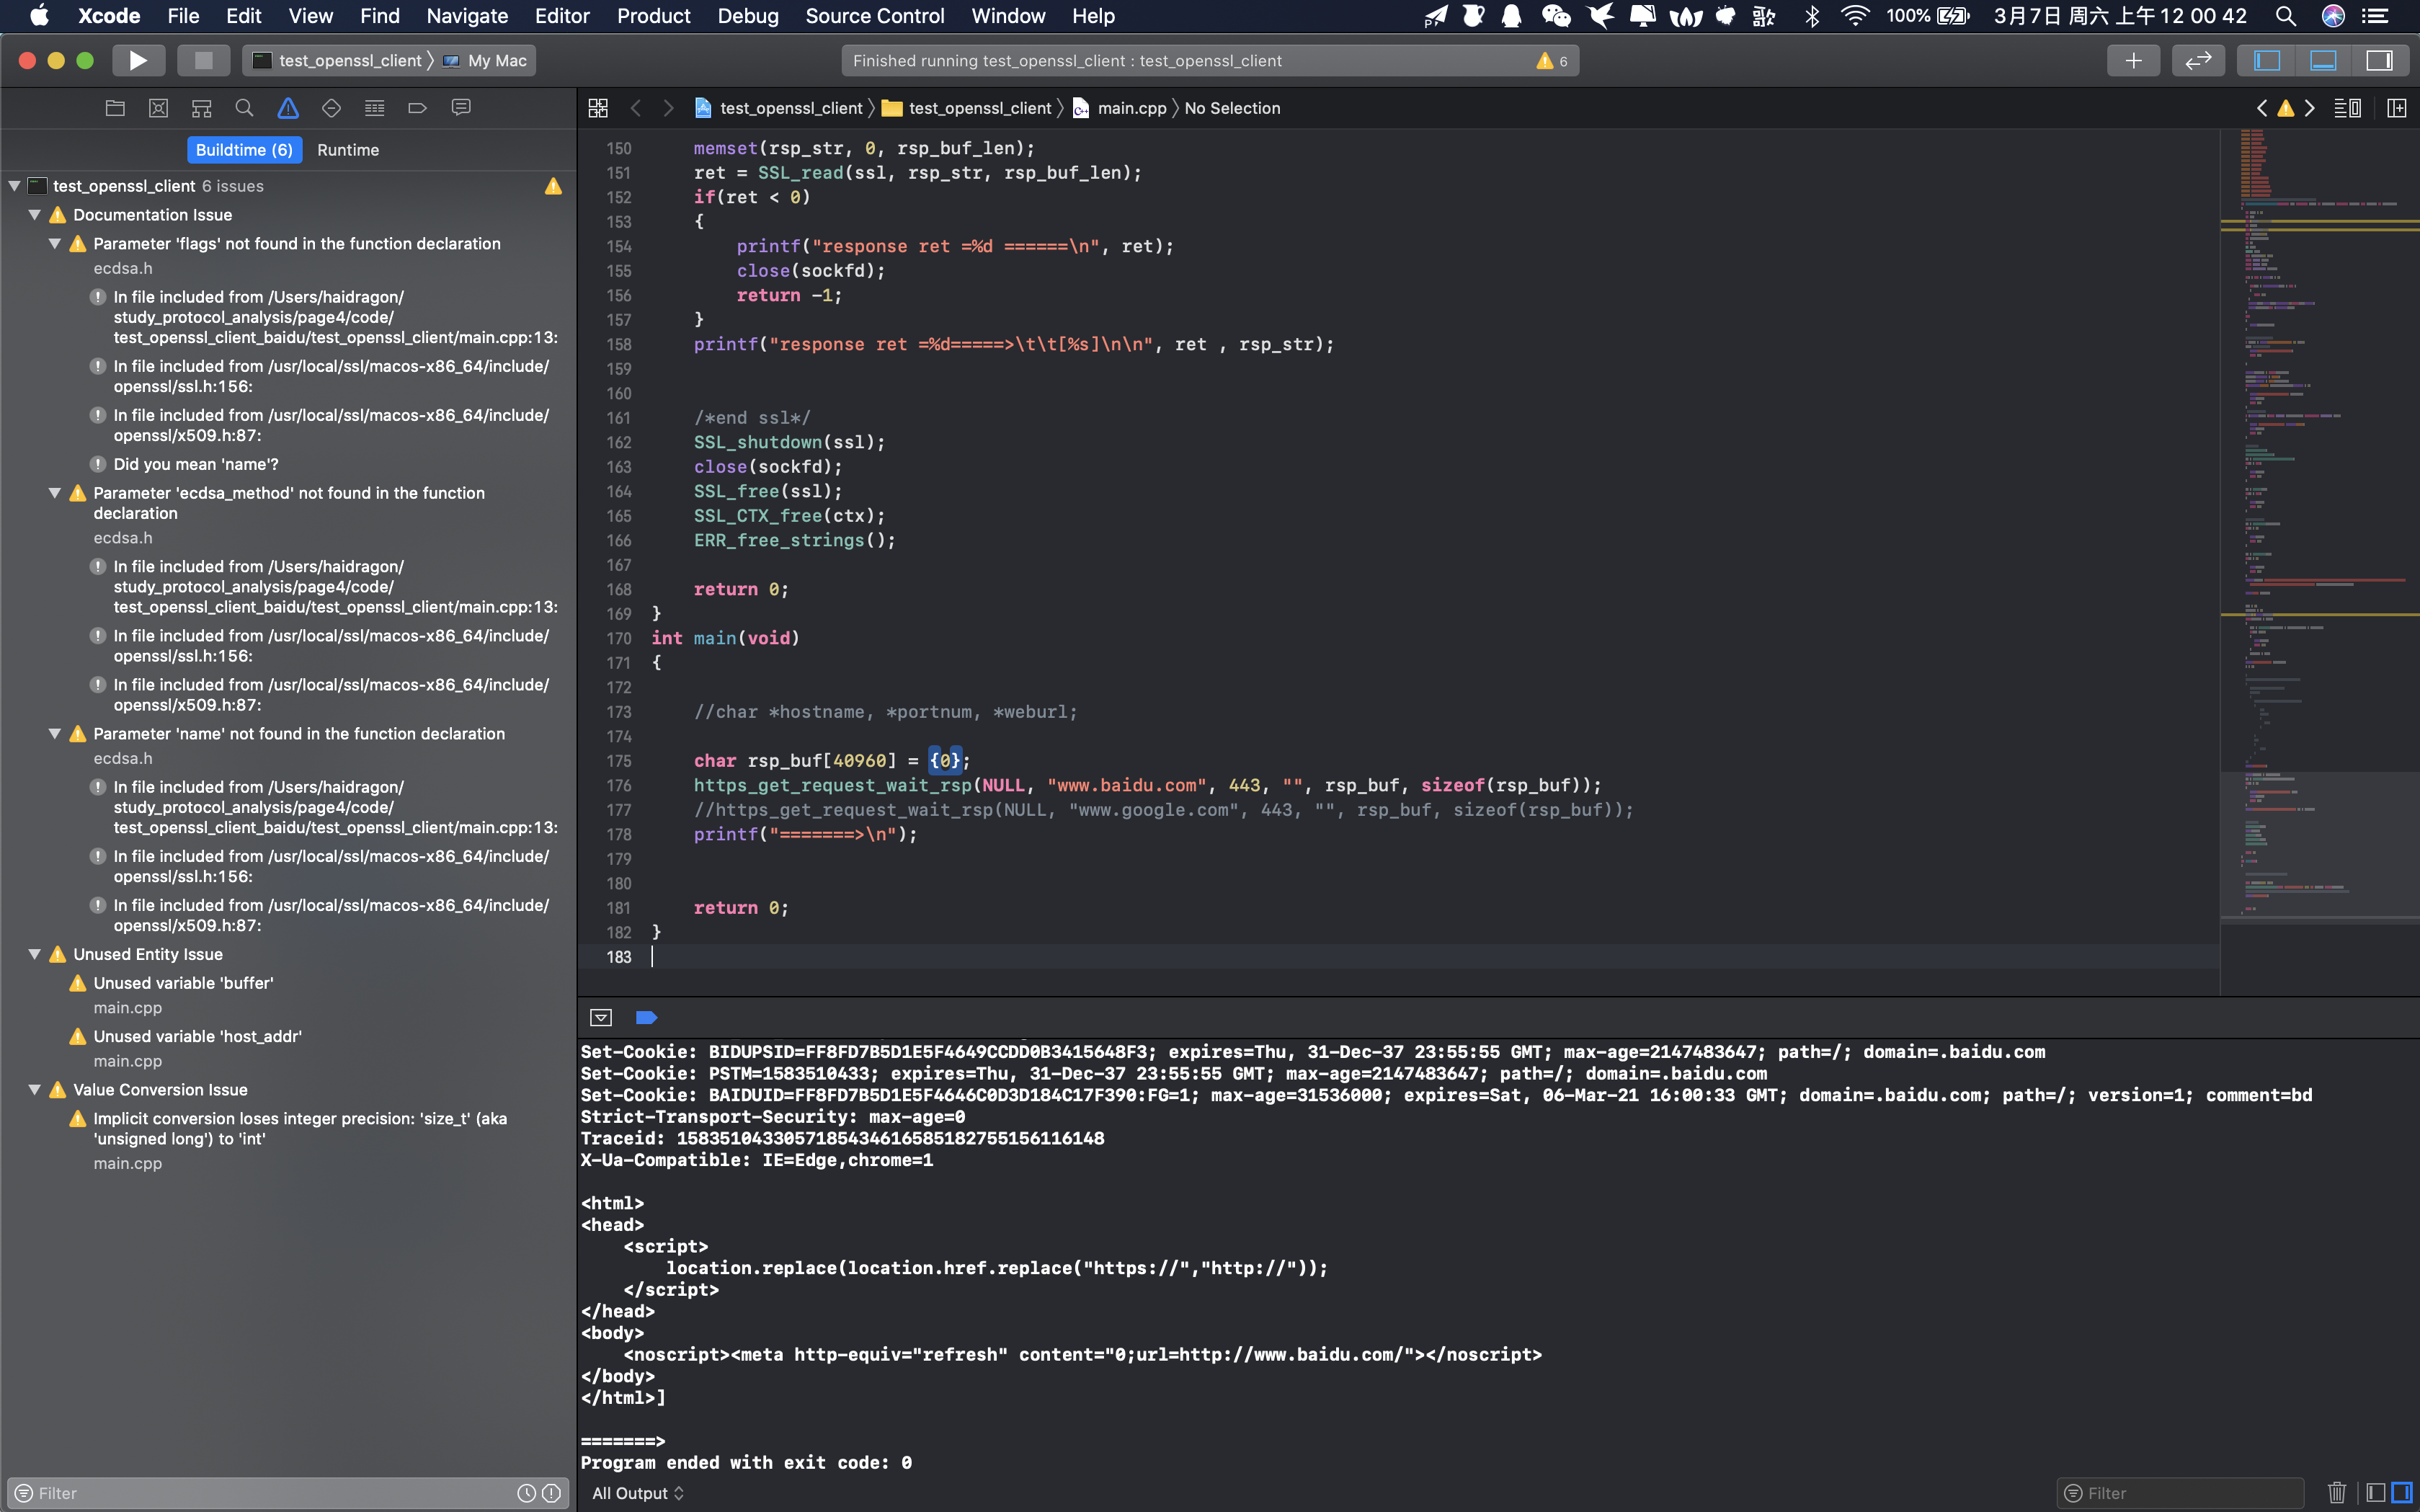 Xcode File Edit View Find Navigate Editor Product Debug Source Control Window Help
100% 3月7日 周六 上午12 00 42
test_openssl_client 〉 My Mac
Finished running test_openssl_client : test_openssl_client
6
test_openssl_client 〉 test_openssl_client 〉 main.cpp 〉 No Selection
Buildtime (6) Runtime
test_openssl_client 6 issues
Documentation Issue
Parameter 'flags' not found in the function declaration
ecdsa.h
In file included from /Users/haidragon/
study_protocol_analysis/page4/code/
test_openssl_client_baidu/test_openssl_client/main.cpp:13:
In file included from /usr/local/ssl/macos-x86_64/include/
openssl/ssl.h:156:
In file included from /usr/local/ssl/macos-x86_64/include/
openssl/x509.h:87:
Did you mean 'name'?
Parameter 'ecdsa_method' not found in the function
declaration
ecdsa.h
In file included from /Users/haidragon/
study_protocol_analysis/page4/code/
test_openssl_client_baidu/test_openssl_client/main.cpp:13:
In file included from /usr/local/ssl/macos-x86_64/include/
openssl/ssl.h:156:
In file included from /usr/local/ssl/macos-x86_64/include/
openssl/x509.h:87:
Parameter 'name' not found in the function declaration
ecdsa.h
In file included from /Users/haidragon/
study_protocol_analysis/page4/code/
test_openssl_client_baidu/test_openssl_client/main.cpp:13:
In file included from /usr/local/ssl/macos-x86_64/include/
openssl/ssl.h:156:
In file included from /usr/local/ssl/macos-x86_64/include/
openssl/x509.h:87:
Unused Entity Issue
Unused variable 'buffer'
main.cpp
Unused variable 'host_addr'
main.cpp
Value Conversion Issue
Implicit conversion loses integer precision: 'size_t' (aka
'unsigned long') to 'int'
main.cpp
Filter
150     memset(rsp_str, 0, rsp_buf_len);
151     ret = SSL_read(ssl, rsp_str, rsp_buf_len);
152     if(ret < 0)
153     {
154         printf("response ret =%d ======\n", ret);
155         close(sockfd);
156         return -1;
157     }
158     printf("response ret =%d=====>\t\t[%s]\n\n", ret , rsp_str);
159
160
161     /*end ssl*/
162     SSL_shutdown(ssl);
163     close(sockfd);
164     SSL_free(ssl);
165     SSL_CTX_free(ctx);
166     ERR_free_strings();
167
168     return 0;
169 }
170 int main(void)
171 {
172
173     //char *hostname, *portnum, *weburl;
174
175     char rsp_buf[40960] = {0};
176     https_get_request_wait_rsp(NULL, "www.baidu.com", 443, "", rsp_buf, sizeof(rsp_buf));
177     //https_get_request_wait_rsp(NULL, "www.google.com", 443, "", rsp_buf, sizeof(rsp_buf));
178     printf("=======>\n");
179
180
181     return 0;
182 }
183
Set-Cookie: BIDUPSID=FF8FD7B5D1E5F4649CCDD0B3415648F3; expires=Thu, 31-Dec-37 23:55:55 GMT; max-age=2147483647; path=/; domain=.baidu.com
Set-Cookie: PSTM=1583510433; expires=Thu, 31-Dec-37 23:55:55 GMT; max-age=2147483647; path=/; domain=.baidu.com
Set-Cookie: BAIDUID=FF8FD7B5D1E5F4646C0D3D184C17F390:FG=1; max-age=31536000; expires=Sat, 06-Mar-21 16:00:33 GMT; domain=.baidu.com; path=/; version=1; comment=bd
Strict-Transport-Security: max-age=0
Traceid: 1583510433057185434616585182755156116148
X-Ua-Compatible: IE=Edge,chrome=1
<html>
<head>
    <script>
        location.replace(location.href.replace("https://","http://"));
    </script>
</head>
<body>
    <noscript><meta http-equiv="refresh" content="0;url=http://www.baidu.com/"></noscript>
</body>
</html>]
=======>
Program ended with exit code: 0
All Output
Filter